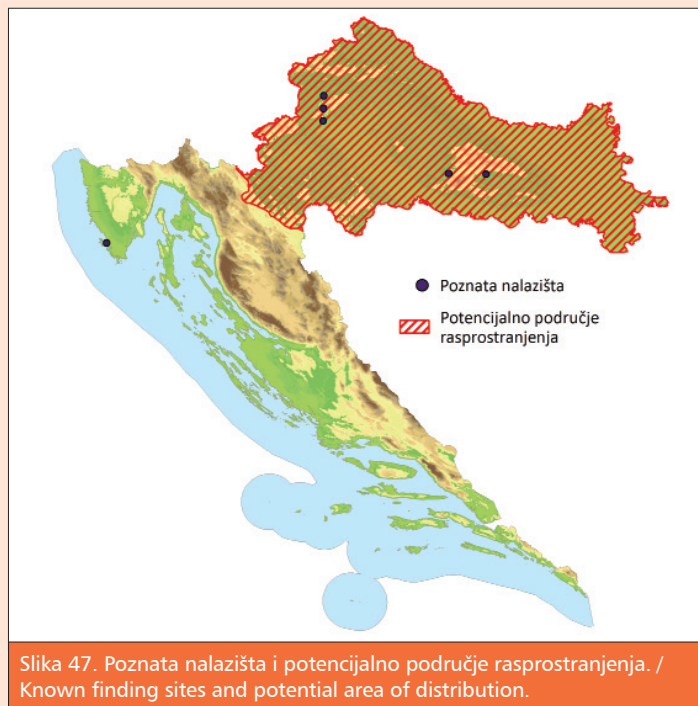 Poznata nalazišta
Potencijalno područje
rasprostranjenja
Slika 47. Poznata nalazišta i potencijalno područje rasprostranjenja. /
Known finding sites and potential area of distribution.